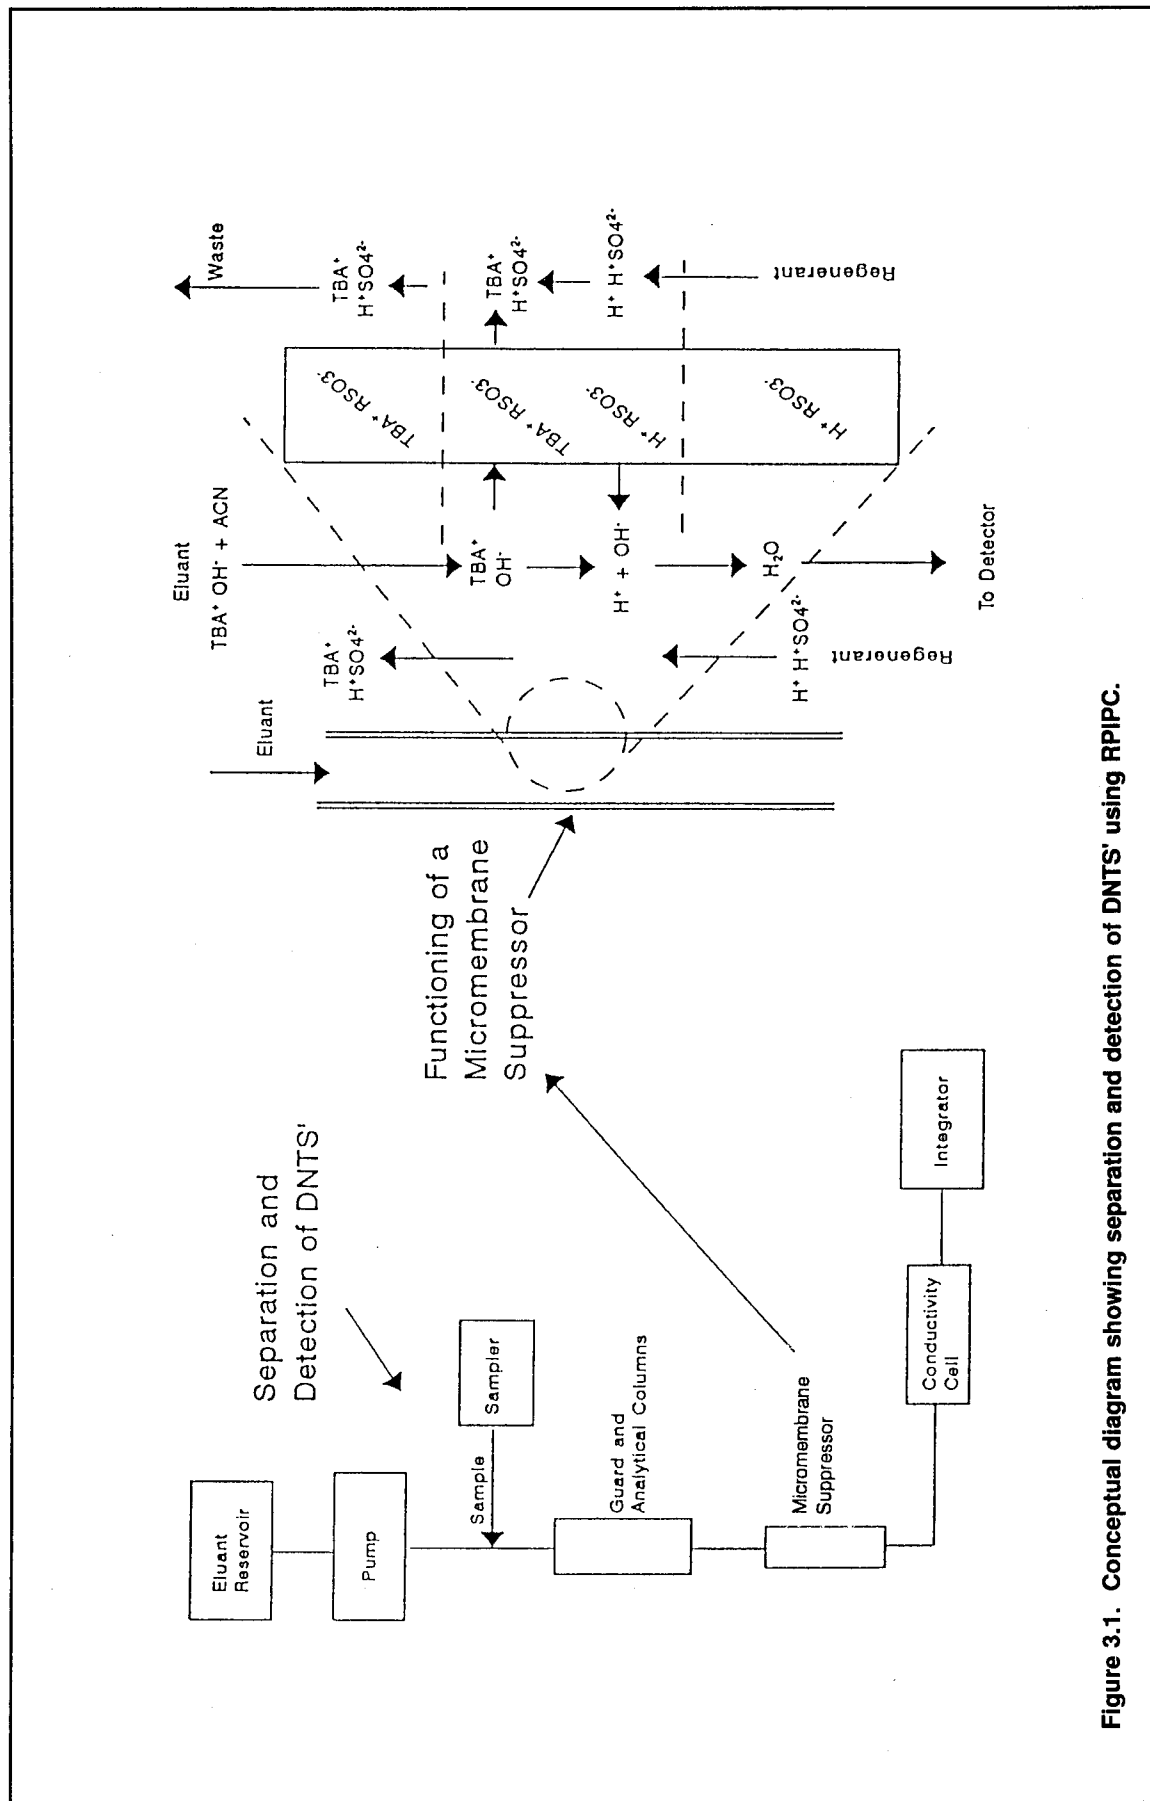 Separation and
Detection of DNTS'
Eluant
Reservoir
Pump
Sample
Sampler
Guard and
Analytical Columns
Micromembrane
Suppressor
Conductivity
Cell
Integrator
Functioning of a
Micromembrane
Suppressor
Eluant
TBA⁺
H⁺SO4²⁻
H⁺ H⁺SO4²⁻
Regenerant
Eluant
TBA⁺ OH⁻ + ACN
TBA⁺
OH⁻
H⁺ + OH⁻
H₂O
To Detector
TBA⁺ RSO3⁻
TBA⁺ RSO3⁻
H⁺ RSO3⁻
H⁺ RSO3⁻
Waste
TBA⁺
H⁺SO4²⁻
TBA⁺
H⁺SO4²⁻
H⁺ H⁺SO4²⁻
Regenerant
Figure 3.1. Conceptual diagram showing separation and detection of DNTS' using RPIPC.